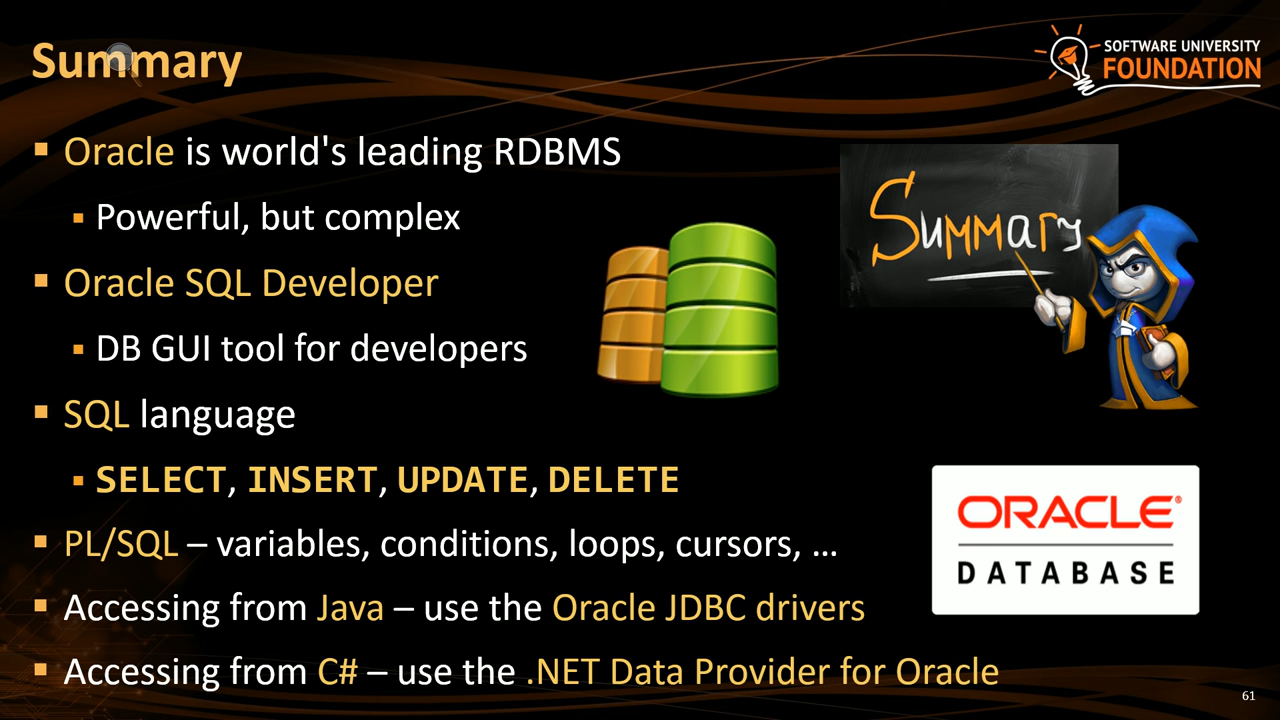 Summary
SOFTWARE UNIVERSITY
FOUNDATION
Oracle is world's leading RDBMS
Powerful, but complex
Summary
Oracle SQL Developer
DB GUI tool for developers
SQL language
SELECT, INSERT, UPDATE, DELETE
ORACLE®
DATABASE
PL/SQL – variables, conditions, loops, cursors, …
Accessing from Java – use the Oracle JDBC drivers
Accessing from C# – use the .NET Data Provider for Oracle
61